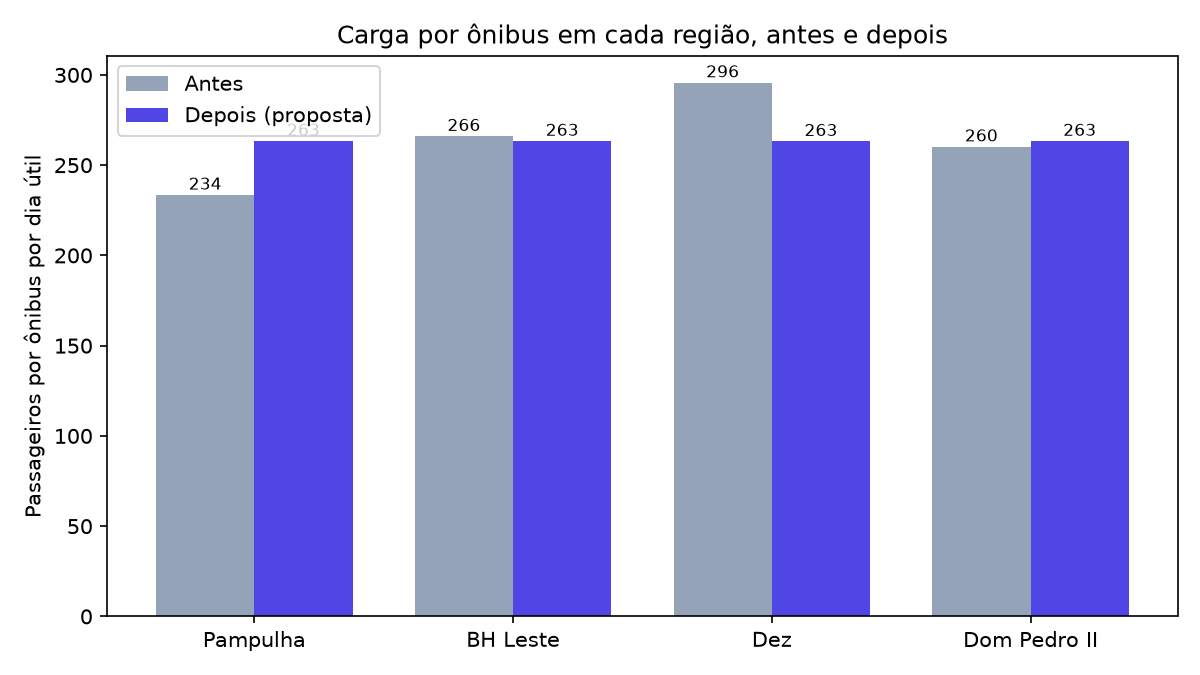 Carga por ônibus em cada região, antes e depois
Passageiros por ônibus por dia útil
300
250
200
150
100
50
0
Antes
Depois (proposta)
234
263
266
263
296
263
260
263
Pampulha
BH Leste
Dez
Dom Pedro II